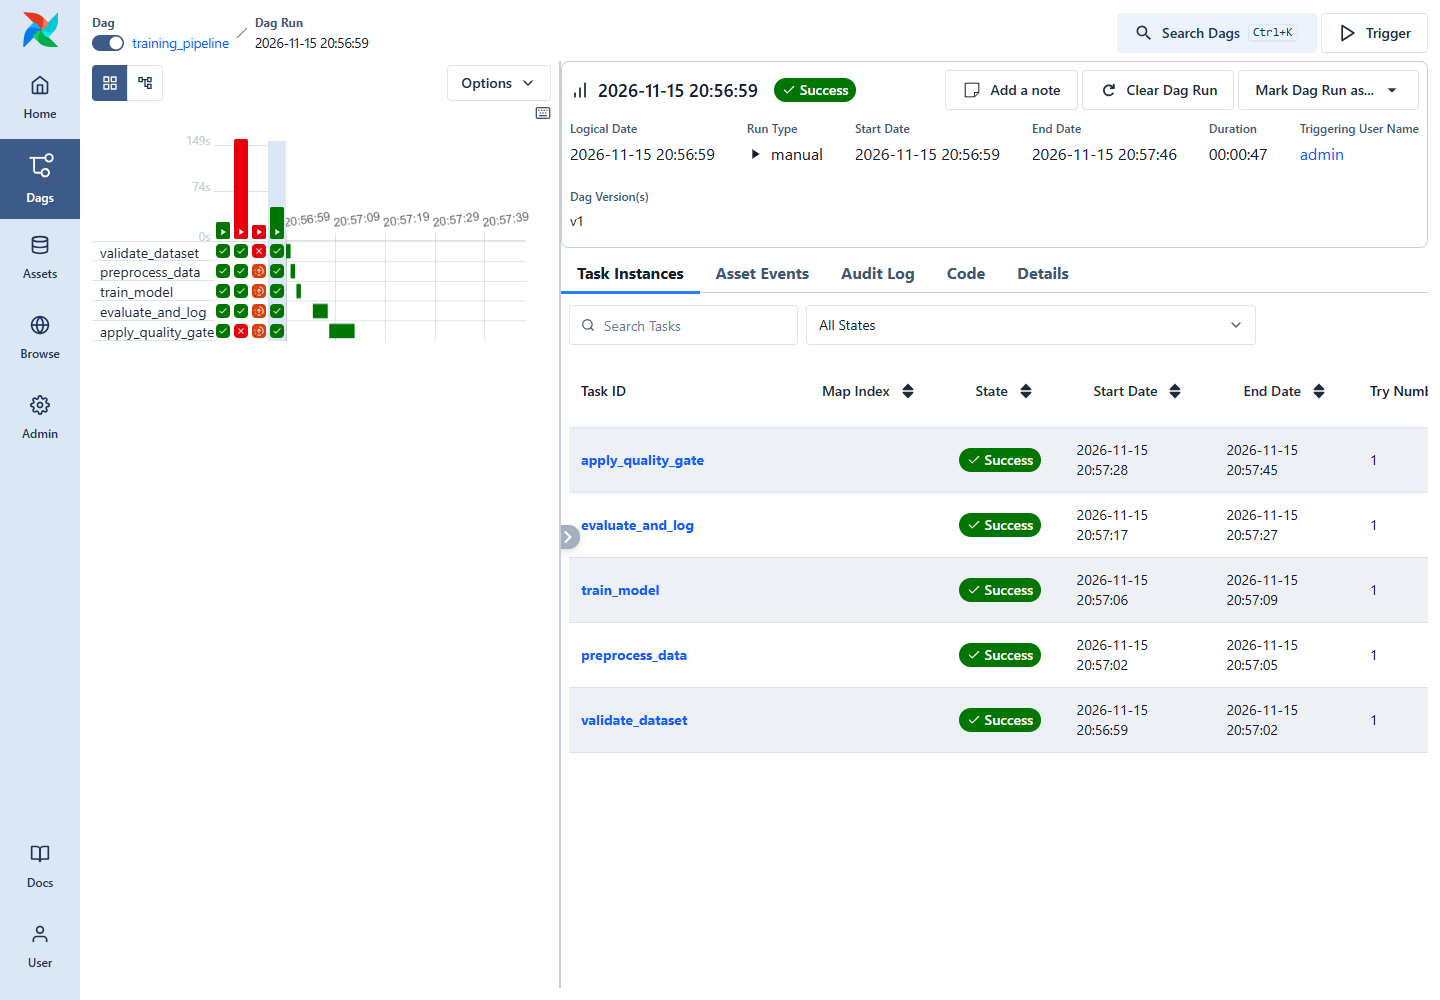 Dag
training_pipeline
Dag Run
2026-11-15 20:56:59
Search Dags Ctrl+K
Trigger
Home
Dags
Assets
Browse
Admin
Docs
User
Options
149s
74s
0s
20:56:59 20:57:09 20:57:19 20:57:29 20:57:39
validate_dataset
preprocess_data
train_model
evaluate_and_log
apply_quality_gate
2026-11-15 20:56:59 Success
Add a note
Clear Dag Run
Mark Dag Run as...
Logical Date
2026-11-15 20:56:59
Run Type
manual
Start Date
2026-11-15 20:56:59
End Date
2026-11-15 20:57:46
Duration
00:00:47
Triggering User Name
admin
Dag Version(s)
v1
Task Instances Asset Events Audit Log Code Details
Search Tasks
All States
Task ID Map Index State Start Date End Date Try Numb
apply_quality_gate Success 2026-11-15 20:57:28 2026-11-15 20:57:45 1
evaluate_and_log Success 2026-11-15 20:57:17 2026-11-15 20:57:27 1
train_model Success 2026-11-15 20:57:06 2026-11-15 20:57:09 1
preprocess_data Success 2026-11-15 20:57:02 2026-11-15 20:57:05 1
validate_dataset Success 2026-11-15 20:56:59 2026-11-15 20:57:02 1